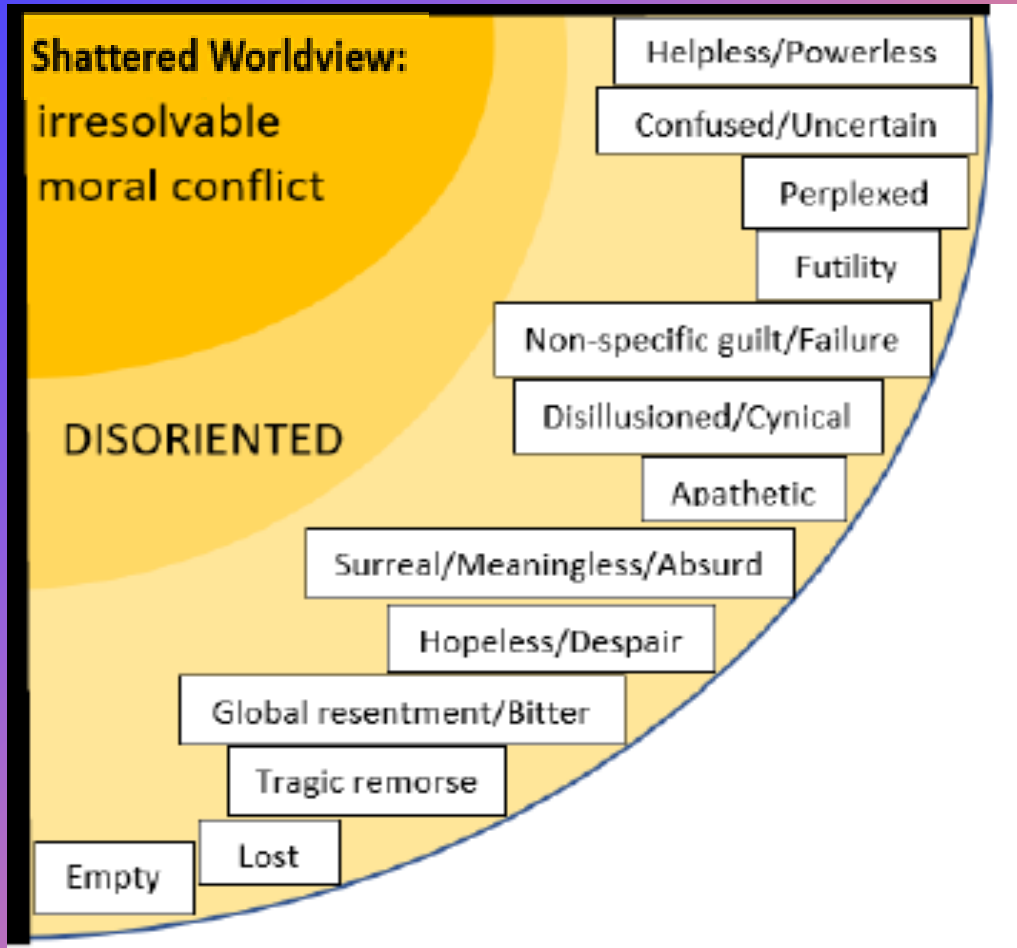 Shattered Worldview:
irresolvable
moral conflict
DISORIENTED
Helpless/Powerless
Confused/Uncertain
Perplexed
Futility
Non-specific guilt/Failure
Disillusioned/Cynical
Apathetic
Surreal/Meaningless/Absurd
Hopeless/Despair
Global resentment/Bitter
Tragic remorse
Lost
Empty